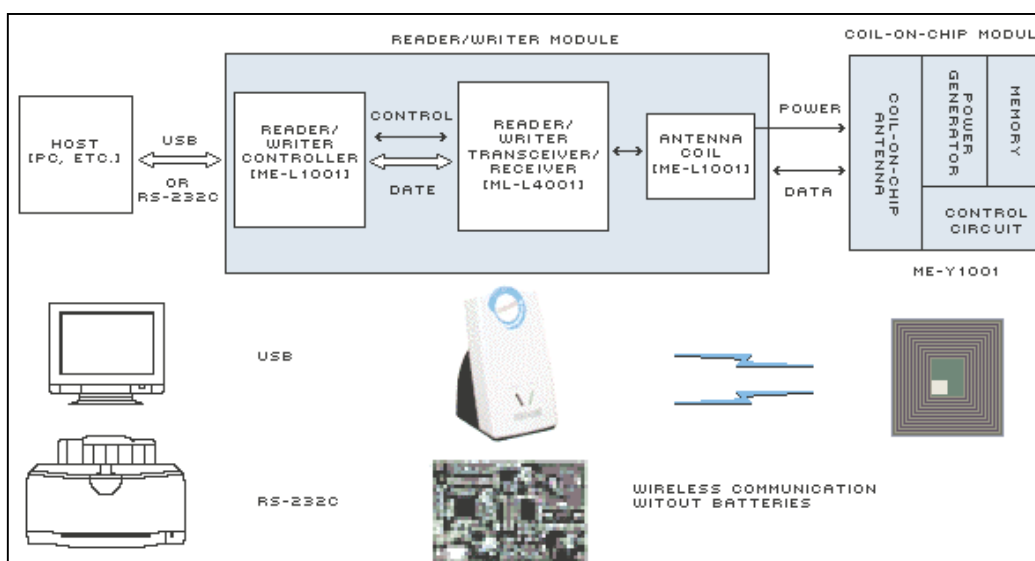 READER/WRITER MODULE
COIL-ON-CHIP MODUL
HOST
[PC, ETC.]
USB
OR
RS-232C
READER/
WRITER
CONTROLLER
[ME-L1001]
CONTROL
DATE
READER/
WRITER
TRANSCEIVER/
RECEIVER
[ML-L4001]
ANTENNA
COIL
[ME-L1001]
POWER
DATA
COIL-ON-CHIP
ANTENNA
POWER
GENERATOR
MEMORY
CONTROL
CIRCUIT
ME-Y1001
USB
RS-232C
WIRELESS COMMUNICATION
WITOUT BATTERIES